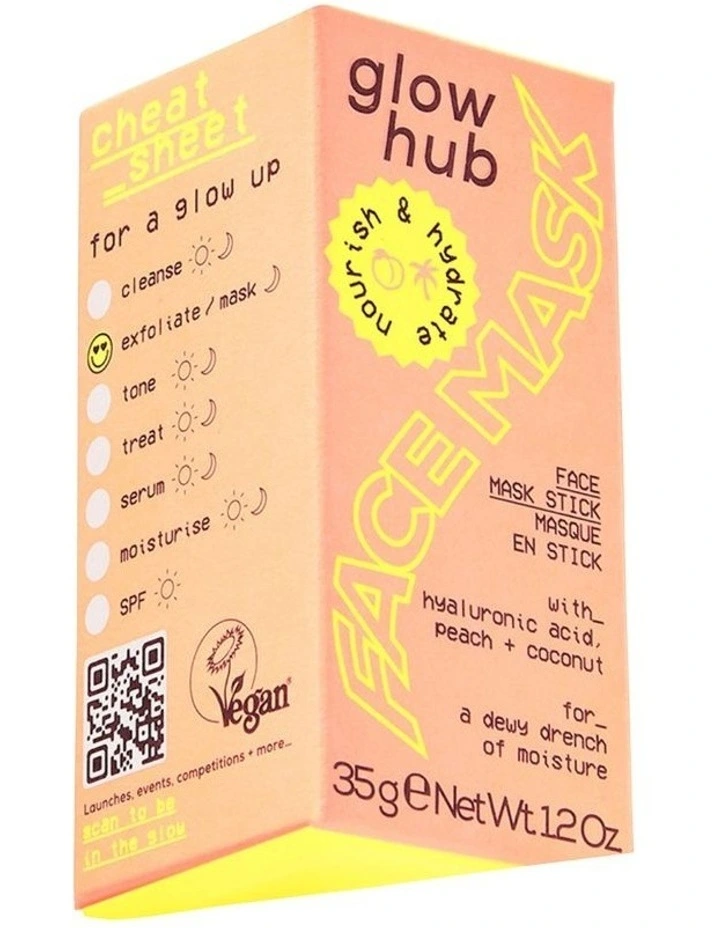 cheat
_sheet
for a glow up
cleanse
exfoliate / mask
tone
treat
serum
moisturise
SPF
Vegan
Launches, events, competitions + more...
scan to be
in the glow
glow
hub
nourish & hydrate
FACE MASK
FACE
MASK STICK
MASQUE
EN STICK
with_
hyaluronic acid,
peach + coconut
for_
a dewy drench
of moisture
35g e Net Wt. 1.2 Oz